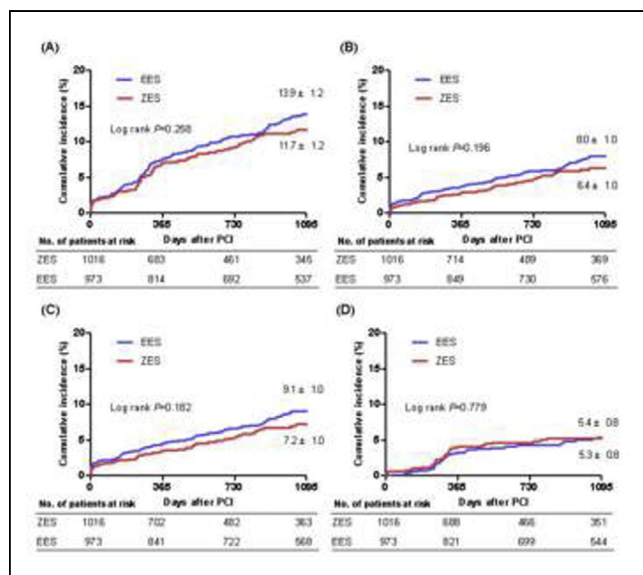 (A)
Cumulative incidence (%)
20
15
10
5
0
EES
ZES
Log rank P=0.258
13.9 ± 1.2
11.7 ± 1.2
0 365 730 1095
No. of patients at risk Days after PCI
ZES 1016 683 461 346
EES 973 814 692 537
(B)
Cumulative incidence (%)
20
15
10
5
0
EES
ZES
Log rank P=0.196
8.0 ± 1.0
6.4 ± 1.0
0 365 730 1095
No. of patients at risk Days after PCI
ZES 1016 714 489 369
EES 973 849 730 576
(C)
Cumulative incidence (%)
20
15
10
5
0
EES
ZES
Log rank P=0.182
9.1 ± 1.0
7.2 ± 1.0
0 365 730 1095
No. of patients at risk Days after PCI
ZES 1016 702 482 363
EES 973 841 722 568
(D)
Cumulative incidence (%)
20
15
10
5
0
EES
ZES
Log rank P=0.779
5.4 ± 0.8
5.3 ± 0.8
0 365 730 1095
No. of patients at risk Days after PCI
ZES 1016 688 466 351
EES 973 821 699 544